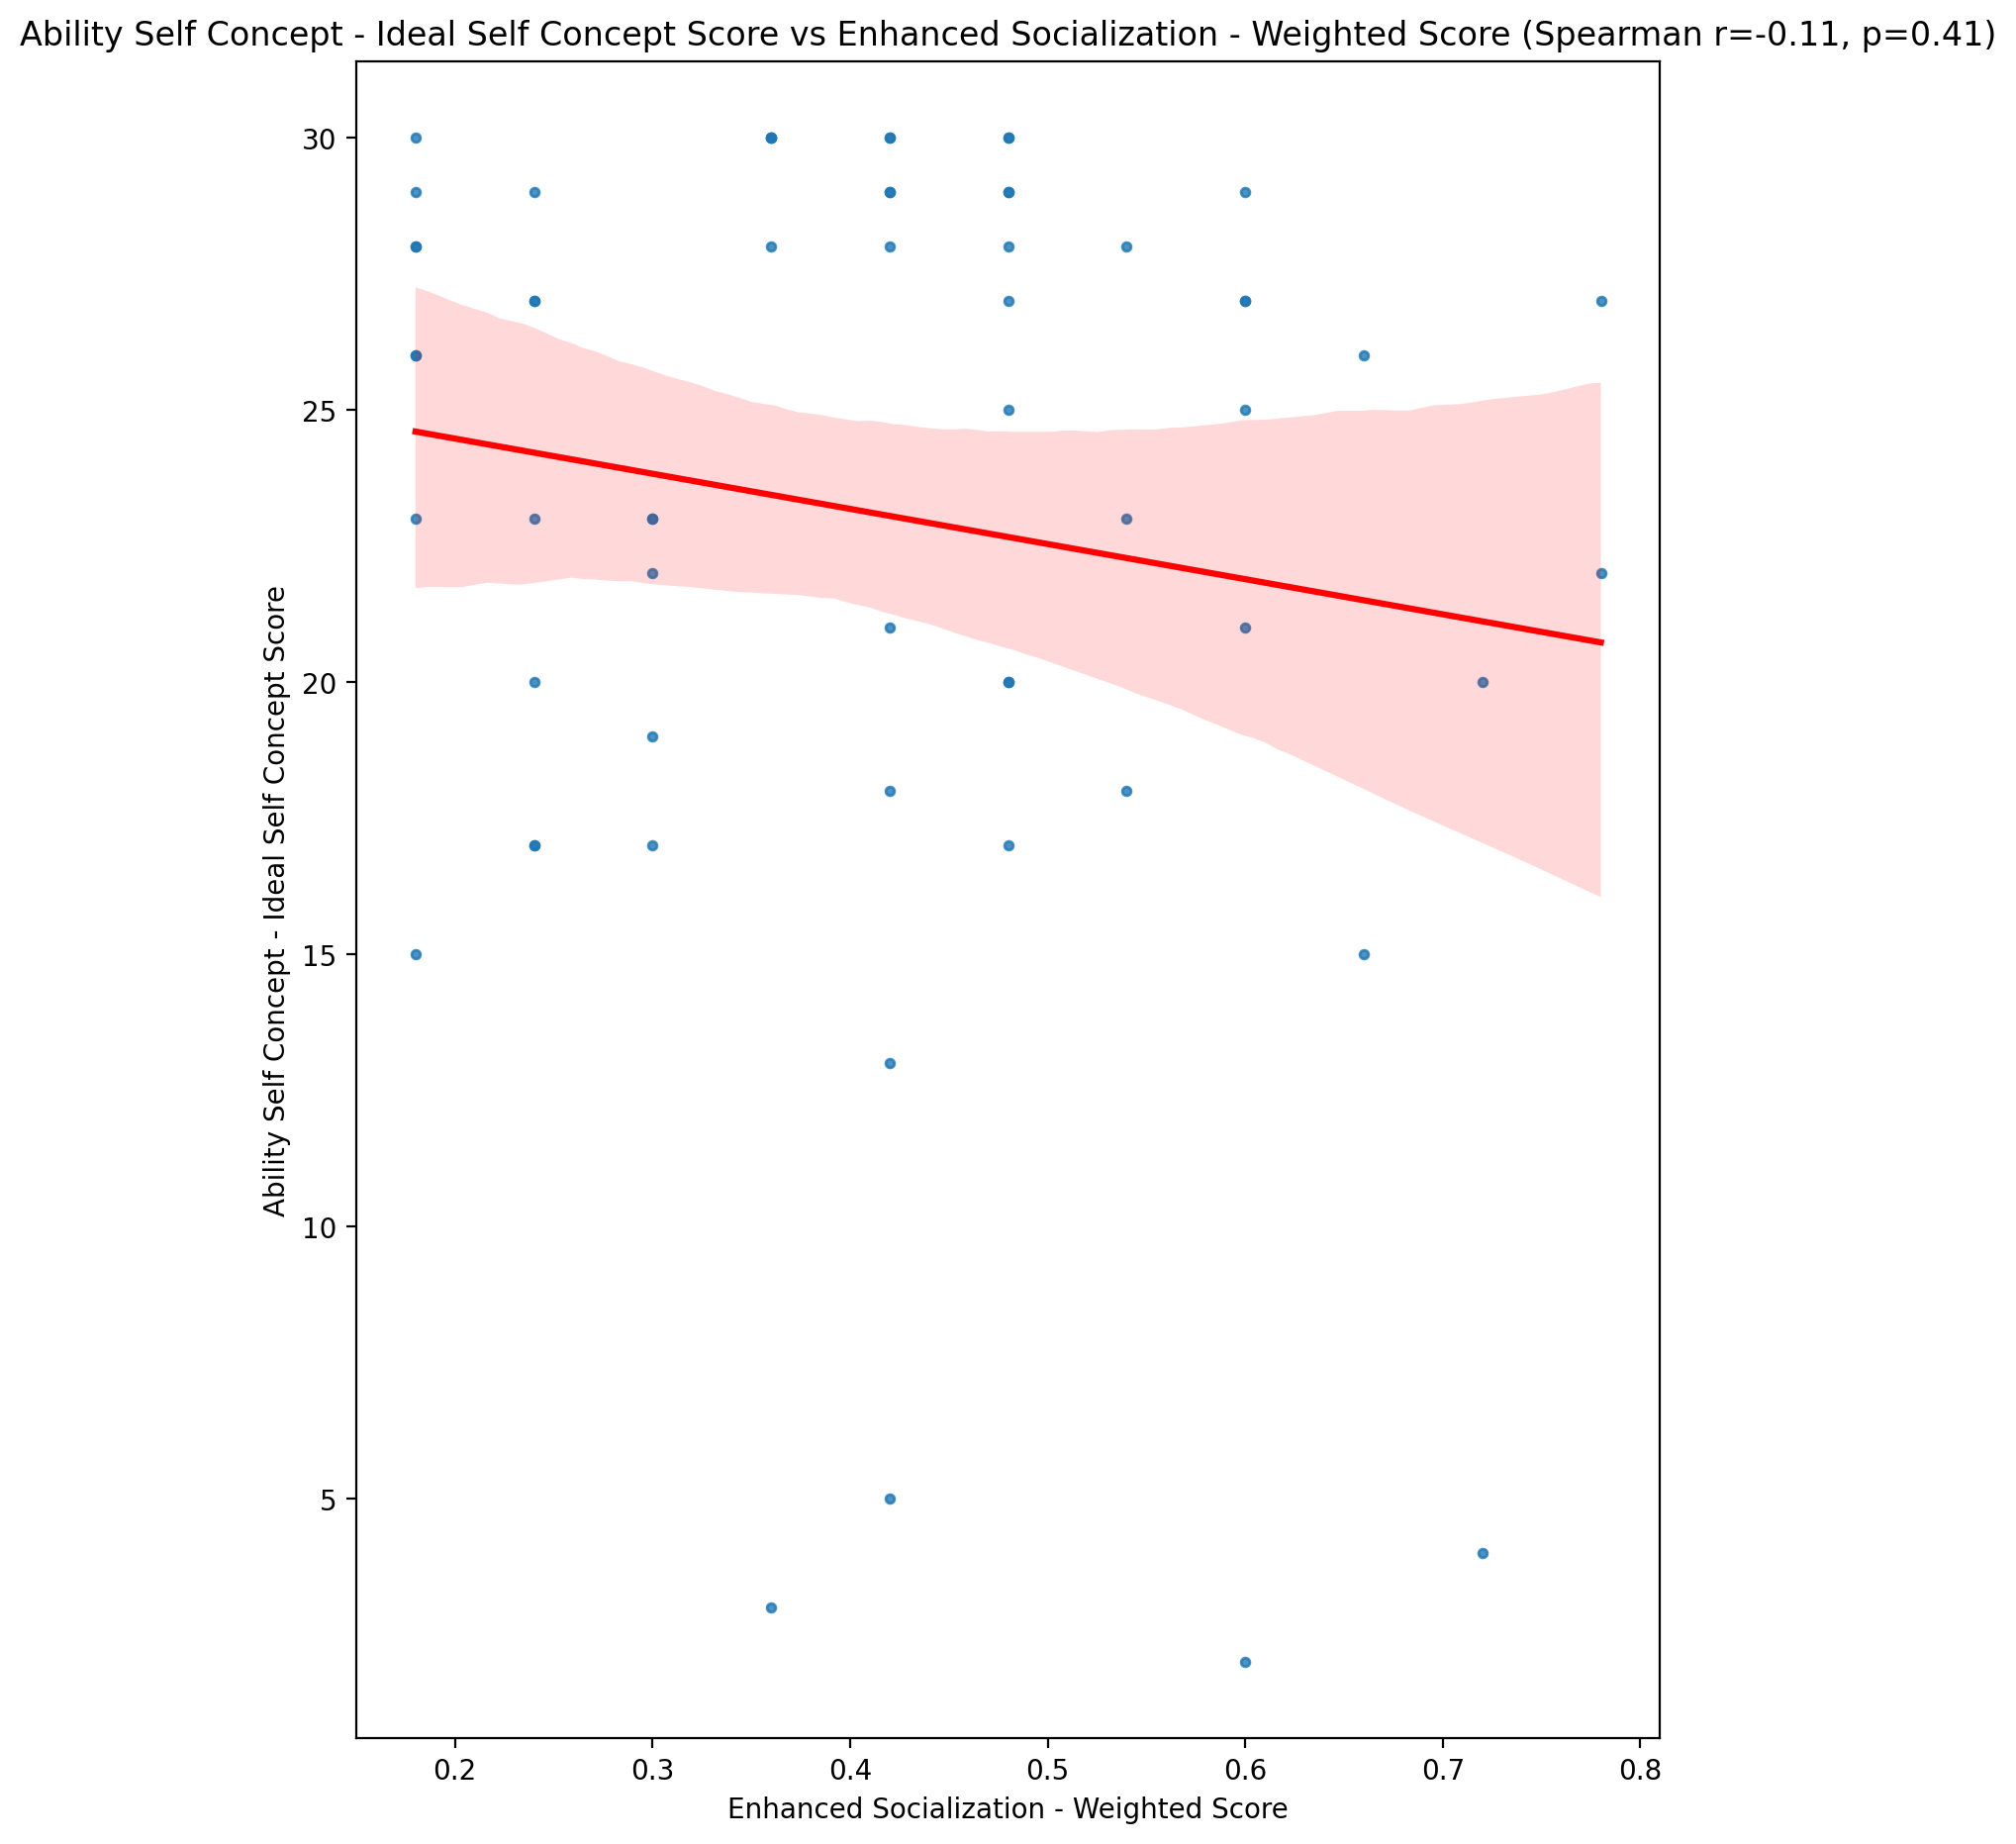 Ability Self Concept - Ideal Self Concept Score vs Enhanced Socialization - Weighted Score (Spearman r=-0.11, p=0.41)
Ability Self Concept - Ideal Self Concept Score
30
25
20
15
10
5
0.2 0.3 0.4 0.5 0.6 0.7 0.8
Enhanced Socialization - Weighted Score